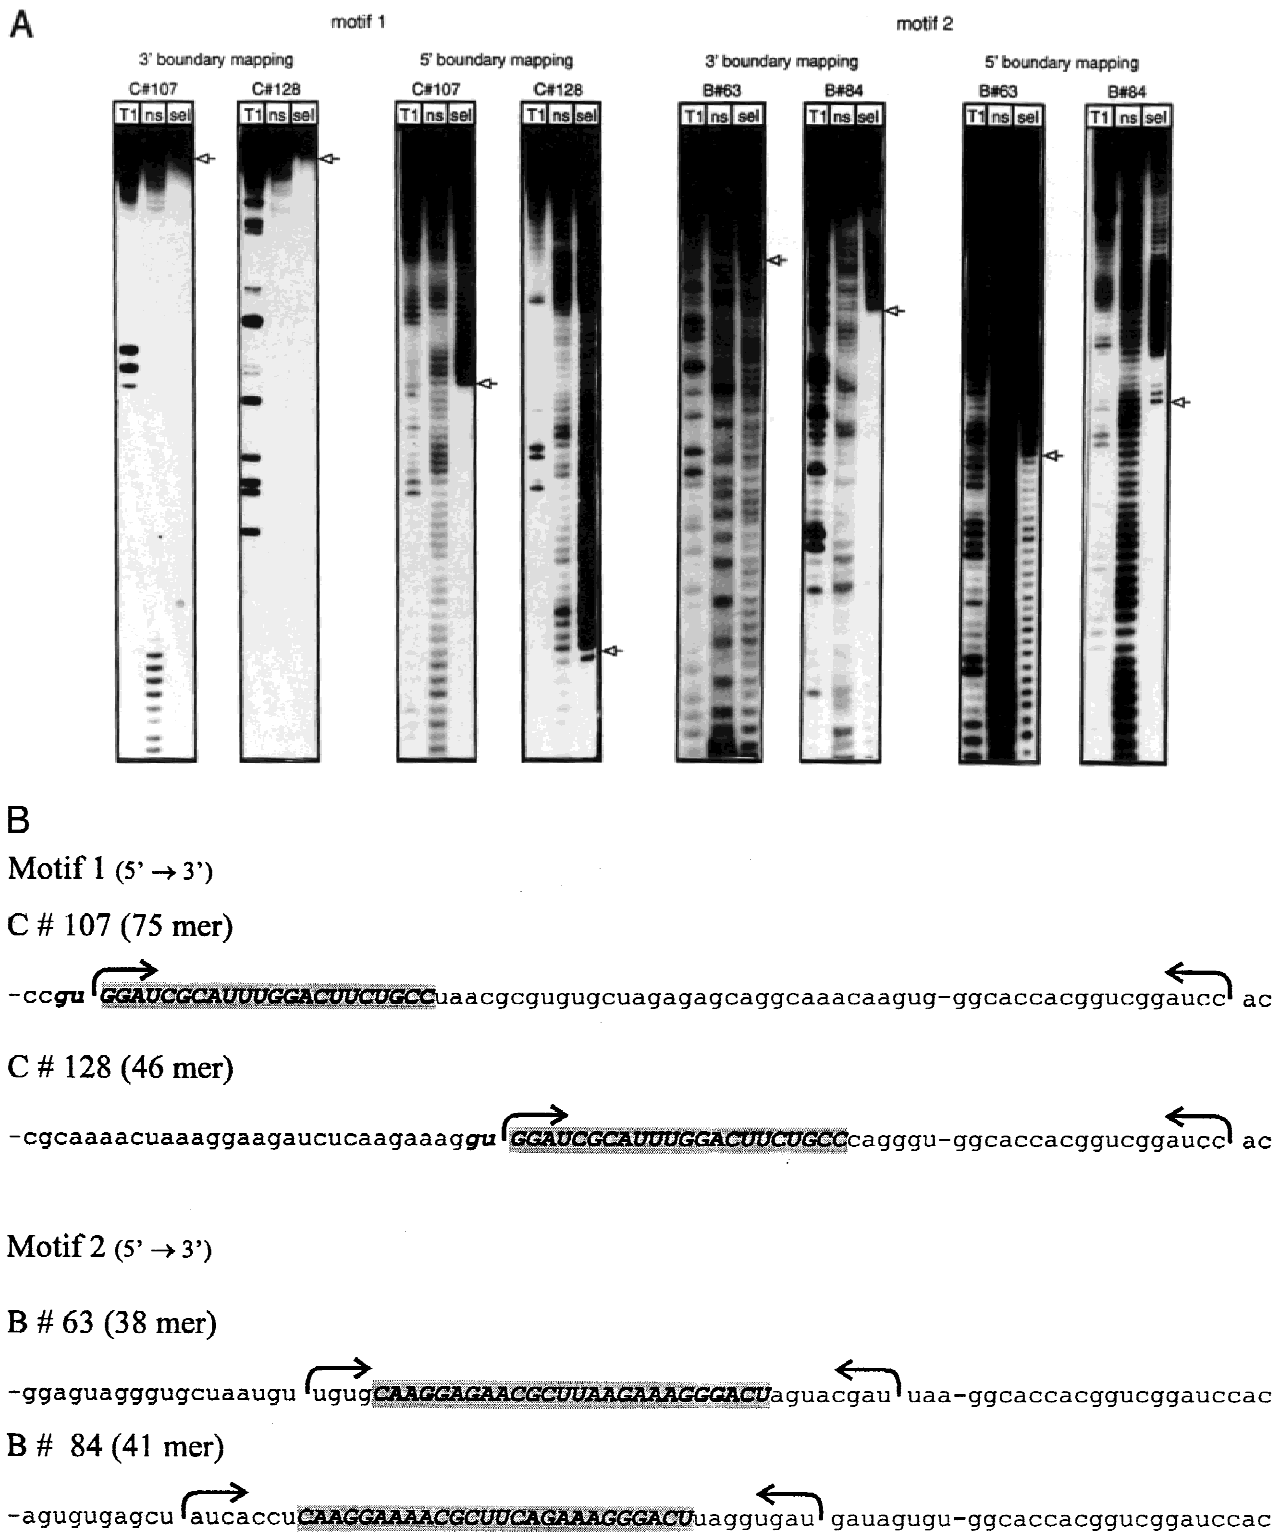 A
motif 1
motif 2
3' boundary mapping
5' boundary mapping
3' boundary mapping
5' boundary mapping
C#107
C#128
C#107
C#128
B#63
B#84
B#63
B#84
T1 ns sel
T1 ns sel
T1 ns sel
T1 ns sel
T1 ns sel
T1 ns sel
T1 ns sel
T1 ns sel
B
Motif 1 (5' → 3')
C # 107 (75 mer)
-ccgu GGAUCGCAUUUGGACUUCUGCCuaacgcgugugcuagagagcaggcaaacaagug-ggcaccacggucggaucc ac
C # 128 (46 mer)
-cgcaaaacuaaaggaagaucucaagaaaggu GGAUCGCAUUUGGACUUCUGCCcagggu-ggcaccacggucggaucc ac
Motif 2 (5' → 3')
B # 63 (38 mer)
-ggaguagggugcuaaugu ugugCAAGGAGAACGCUUAAGAAAGGGACUaguacgau uaa-ggcaccacggucggauccac
B # 84 (41 mer)
-agugugagcu aucaccuCAAGGAAAACGCUUCAGAAAGGGACUuaggugau gauagugu-ggcaccacggucggauccac